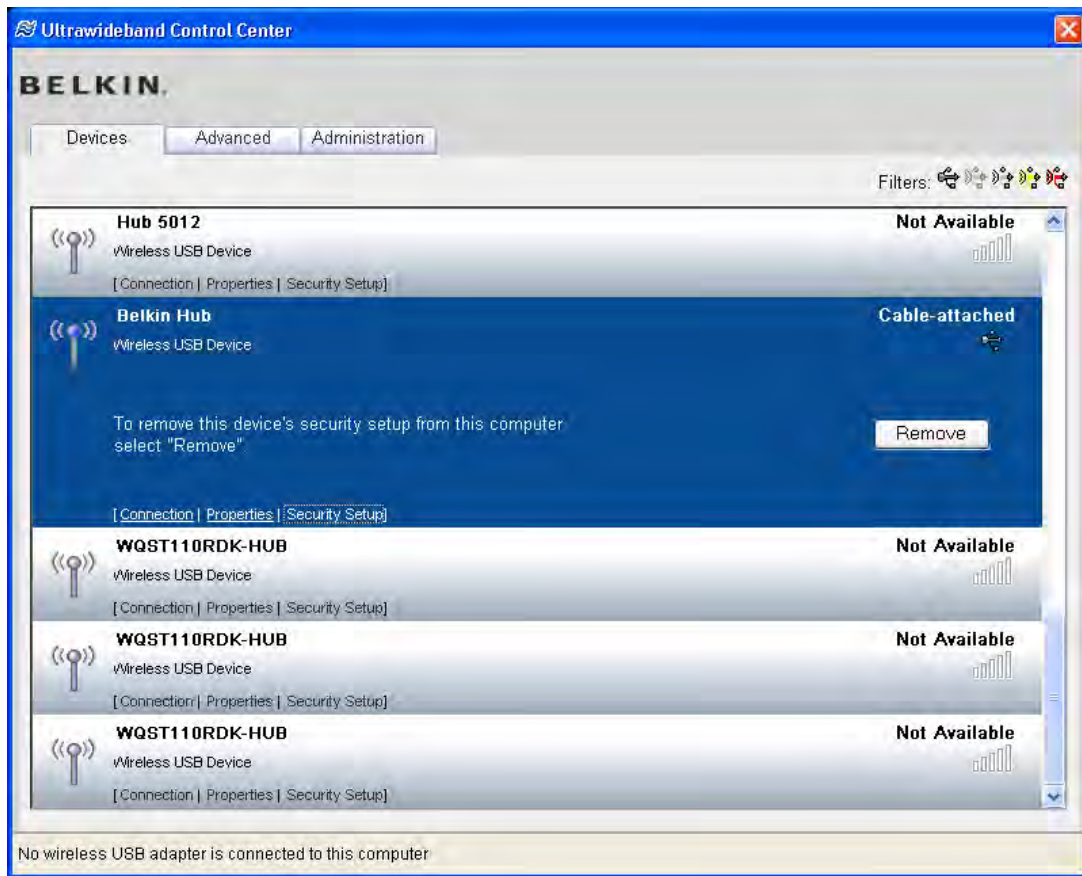 Ultrawideband Control Center
BELKIN.
Devices Advanced Administration
Filters:
Hub 5012 Not Available
Wireless USB Device
[Connection | Properties | Security Setup]
Belkin Hub Cable-attached
Wireless USB Device
To remove this device's security setup from this computer
select "Remove"
Remove
[Connection | Properties | Security Setup]
WQST110RDK-HUB Not Available
Wireless USB Device
[Connection | Properties | Security Setup]
WQST110RDK-HUB Not Available
Wireless USB Device
[Connection | Properties | Security Setup]
WQST110RDK-HUB Not Available
Wireless USB Device
[Connection | Properties | Security Setup]
No wireless USB adapter is connected to this computer